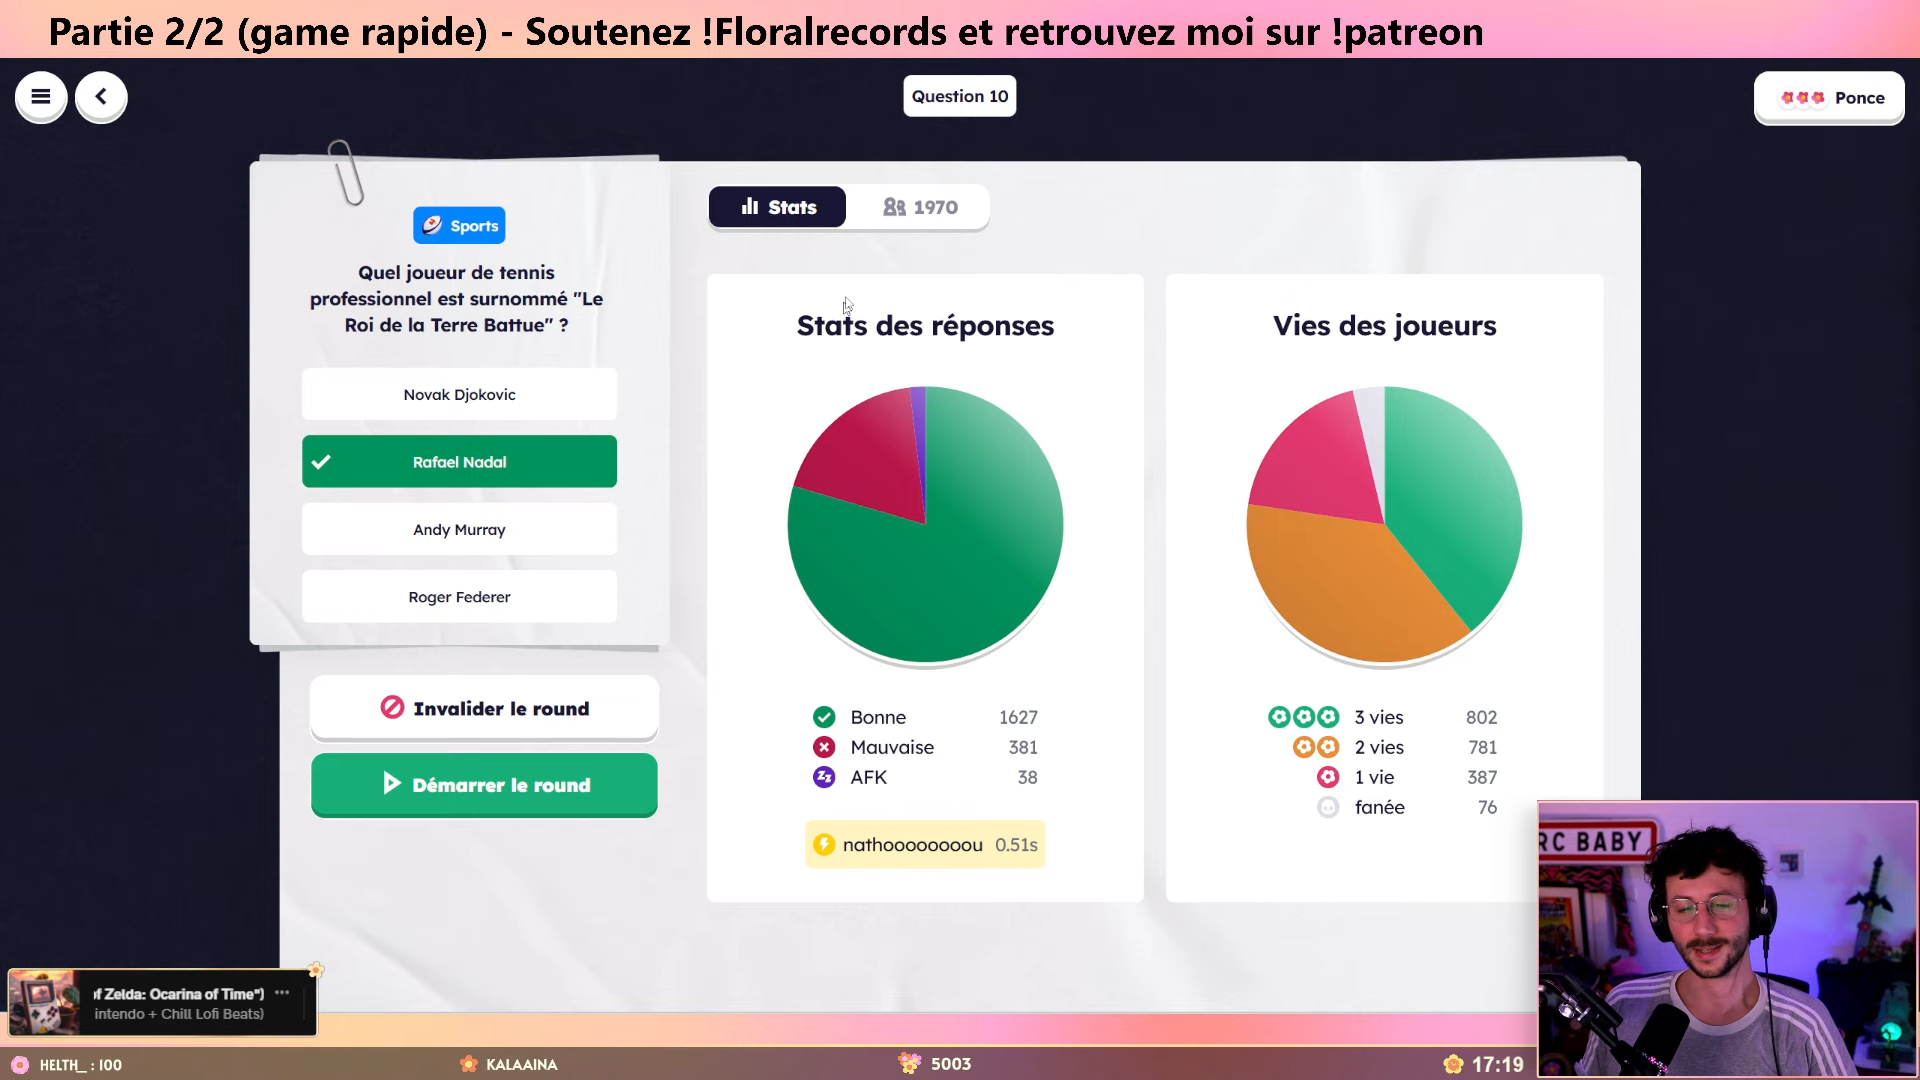 Partie 2/2 (game rapide) - Soutenez !Floralrecords et retrouvez moi sur !patreon
Question 10
Ponce
Sports
Quel joueur de tennis
professionnel est surnommé "Le
Roi de la Terre Battue" ?
Novak Djokovic
Rafael Nadal
Andy Murray
Roger Federer
Invalider le round
Démarrer le round
Stats
1970
Stats des réponses
Bonne 1627
Mauvaise 381
AFK 38
nathooooooooou 0.51s
Vies des joueurs
3 vies 802
2 vies 781
1 vie 387
fanée 76
RC BABY
of Zelda: Ocarina of Time") ...
intendo + Chill Lofi Beats)
HELTH_ : 100
KALAAINA
5003
17:19